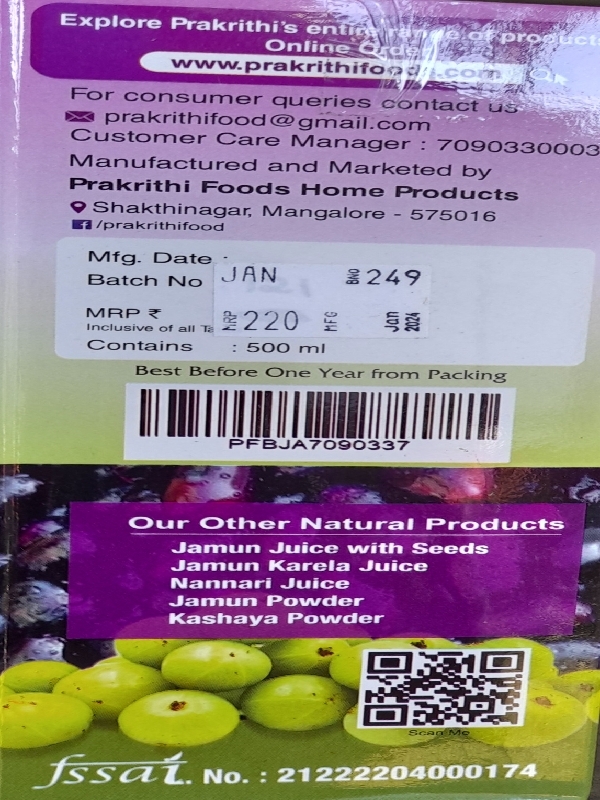 Explore Prakrithi's entire range of products
Online Order
www.prakrithifood.com
For consumer queries contact us
prakrithifood@gmail.com
Customer Care Manager : 7090330003
Manufactured and Marketed by
Prakrithi Foods Home Products
Shakthinagar, Mangalore - 575016
/prakrithifood
Mfg. Date :
Batch No JAN BNO 249
MRP ₹ MRP 220 MFG Jan 2024
Inclusive of all
Contains : 500 ml
Best Before One Year from Packing
PFBJA7090337
Our Other Natural Products
Jamun Juice with Seeds
Jamun Karela Juice
Nannari Juice
Jamun Powder
Kashaya Powder
Scan Me
fssai. No. : 21222204000174